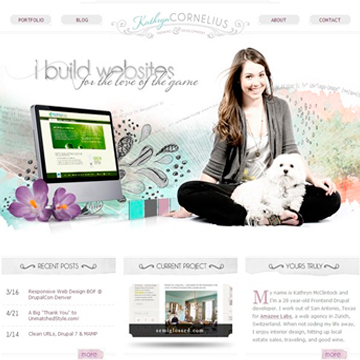 PORTFOLIO
BLOG
Kathryn CORNELIUS
ABOUT
CONTACT
i build websites
for the love of the game
RECENT POSTS
CURRENT PROJECT
YOURS TRULY
3/16 Responsive Web Design BOF @
DrupalCon Denver
4/21 A Big "Thank You" to
UnmatchedStyle.com
1/14 Clean URLs, Drupal 7 & MAMP
more
semiglossed.com
My name is Kathryn McClintock and
I'm a 28 year-old Frontend Drupal
developer. I work out of San Antonio, Texas
for Amazee Labs, a web agency in Zurich,
Switzerland. When not coding my life away,
I enjoy interior design, fixing up local
estate sales, traveling, and good wine.
more